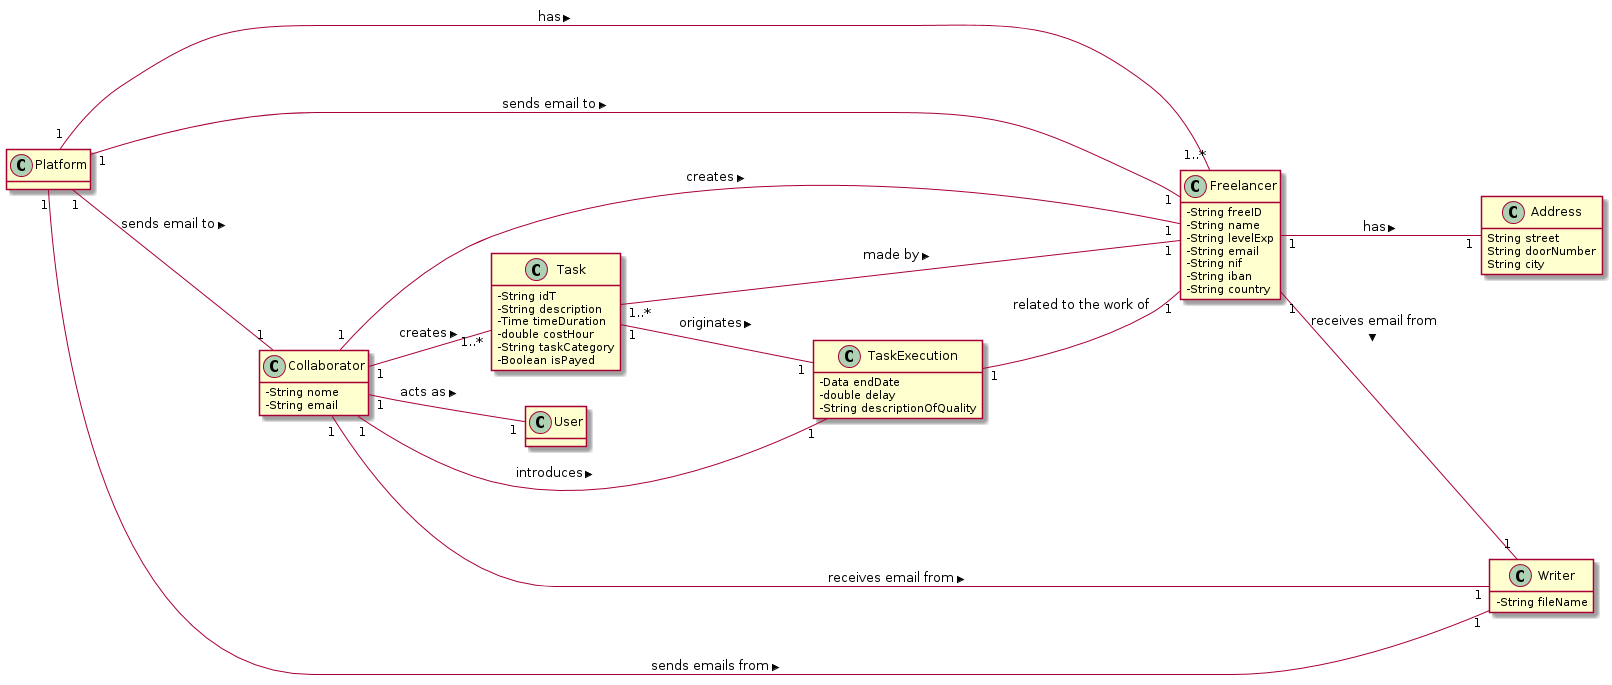 has ▶
1
sends email to ▶
1..*
1
C Platform
creates ▶
C Freelancer
-String freeID
-String name
-String levelExp
-String email
-String nif
-String iban
-String country
1
1
1
1
1
1
has ▶
1
C Address
String street
String doorNumber
String city
1
1
sends email to ▶
made by ▶
C Task
-String idT
-String description
-Time timeDuration
-double costHour
-String taskCategory
-Boolean isPayed
1..*
originates ▶
1
related to the work of
receives email from
▼
1
1
creates ▶
1..*
1
C Collaborator
-String nome
-String email
1
acts as ▶
1
1
C User
C TaskExecution
-Data endDate
-double delay
-String descriptionOfQuality
1
1
1
1
1
introduces ▶
1
C Writer
-String fileName
receives email from ▶
1
1
sends emails from ▶